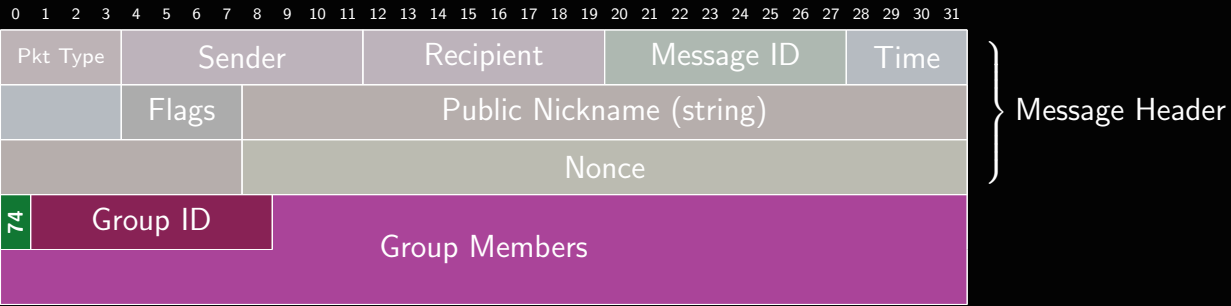 0 1 2 3 4 5 6 7 8 9 10 11 12 13 14 15 16 17 18 19 20 21 22 23 24 25 26 27 28 29 30 31
Pkt Type Sender Recipient Message ID Time
Flags Public Nickname (string)
Message Header
Nonce
74 Group ID
Group Members